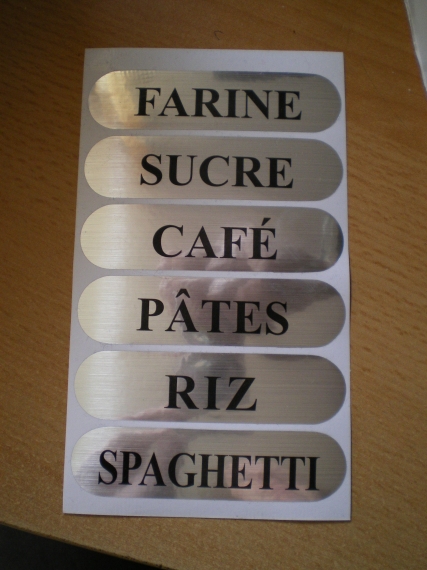 FARINE
SUCRE
CAFÉ
PÂTES
RIZ
SPAGHETTI